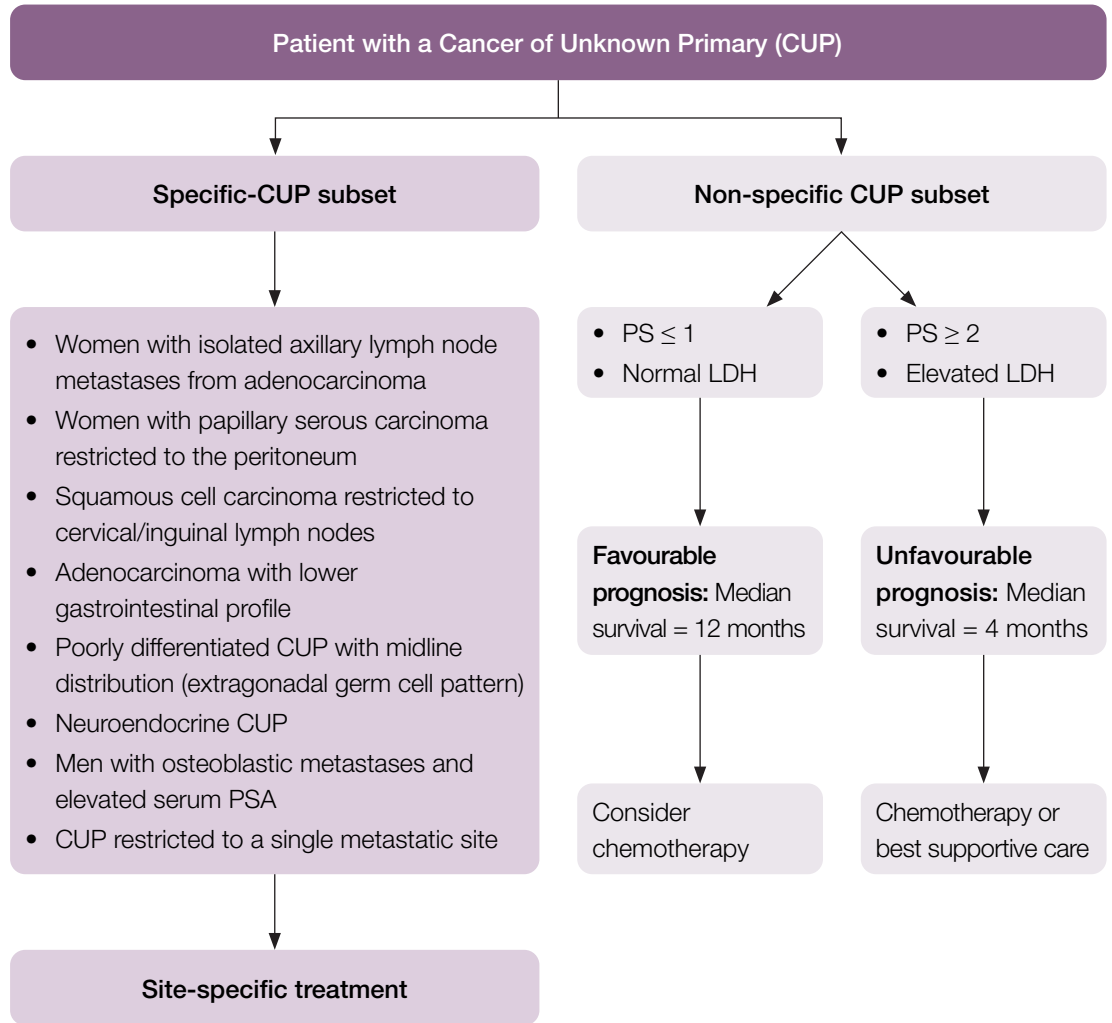 Patient with a Cancer of Unknown Primary (CUP)
Specific-CUP subset
• Women with isolated axillary lymph node
metastases from adenocarcinoma
• Women with papillary serous carcinoma
restricted to the peritoneum
• Squamous cell carcinoma restricted to
cervical/inguinal lymph nodes
• Adenocarcinoma with lower
gastrointestinal profile
• Poorly differentiated CUP with midline
distribution (extragonadal germ cell pattern)
• Neuroendocrine CUP
• Men with osteoblastic metastases and
elevated serum PSA
• CUP restricted to a single metastatic site
Site-specific treatment
Non-specific CUP subset
• PS ≤ 1
• Normal LDH
Favourable
prognosis: Median
survival = 12 months
Consider
chemotherapy
• PS ≥ 2
• Elevated LDH
Unfavourable
prognosis: Median
survival = 4 months
Chemotherapy or
best supportive care